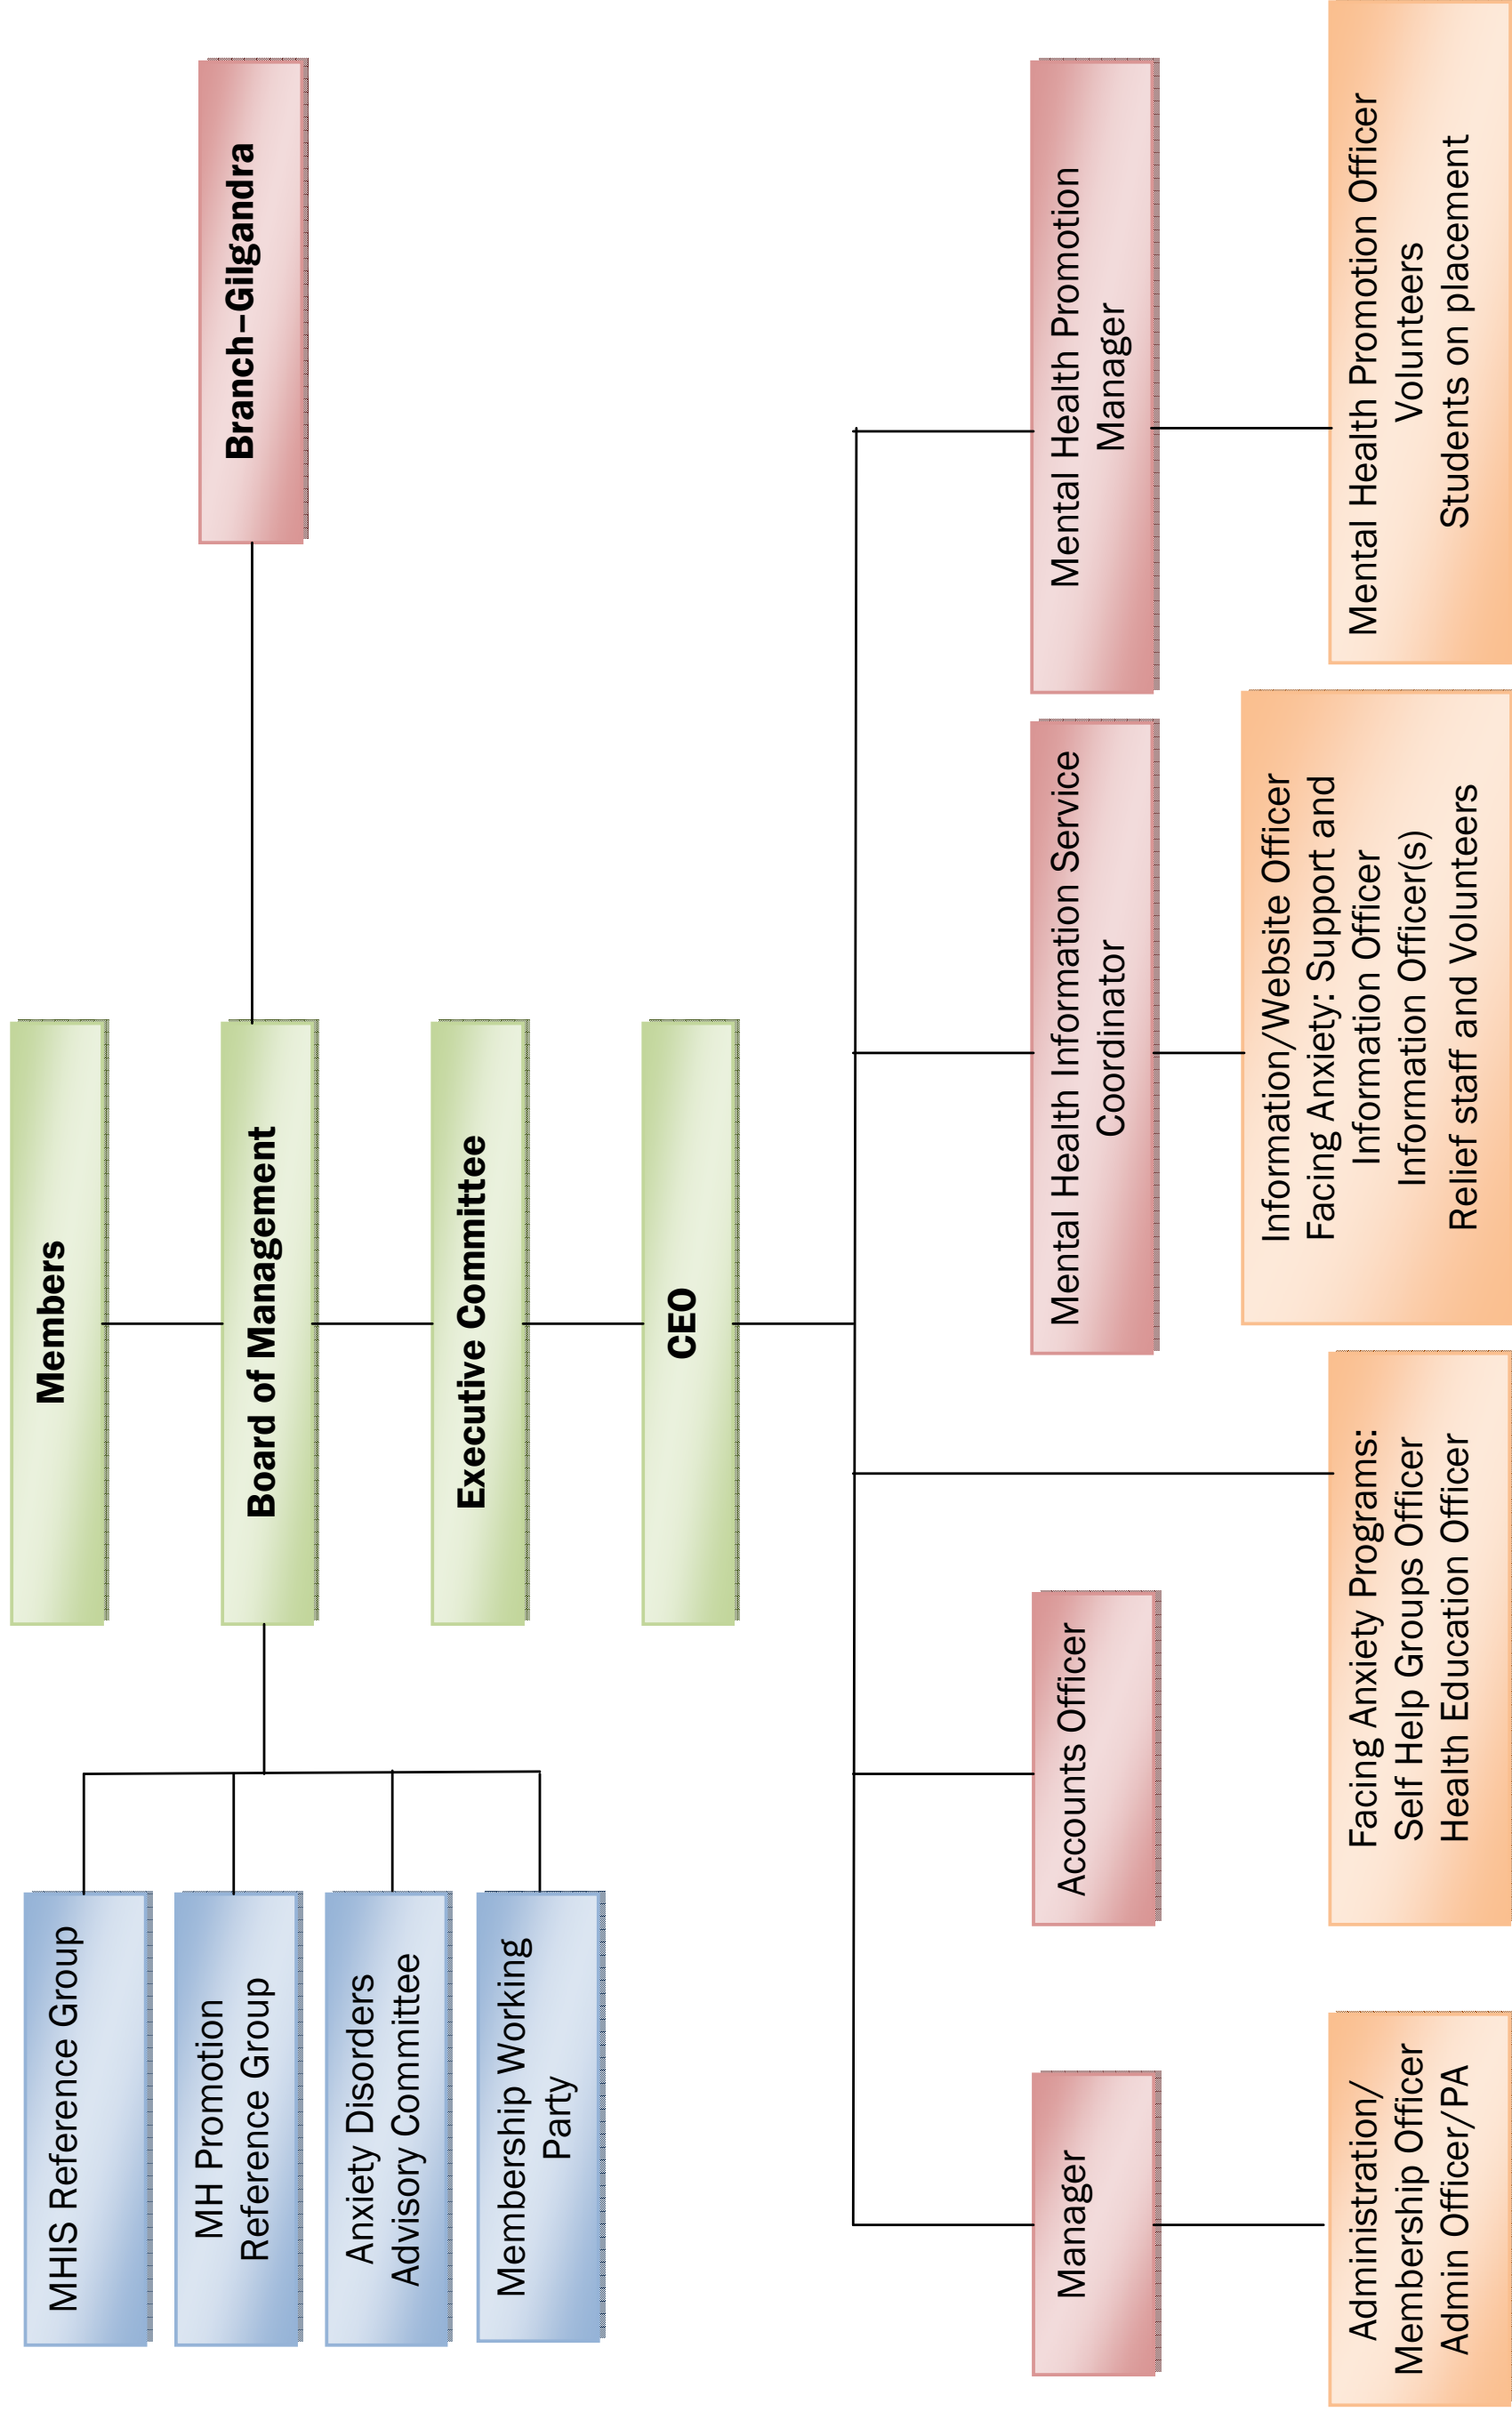 Members
Board of Management
Executive Committee
CEO
Branch–Gilgandra
MHIS Reference Group
MH Promotion
Reference Group
Anxiety Disorders
Advisory Committee
Membership Working
Party
Manager
Accounts Officer
Mental Health Information Service
Coordinator
Mental Health Promotion
Manager
Administration/
Membership Officer
Admin Officer/PA
Facing Anxiety Programs:
Self Help Groups Officer
Health Education Officer
Information/Website Officer
Facing Anxiety: Support and
Information Officer
Information Officer(s)
Relief staff and Volunteers
Mental Health Promotion Officer
Volunteers
Students on placement